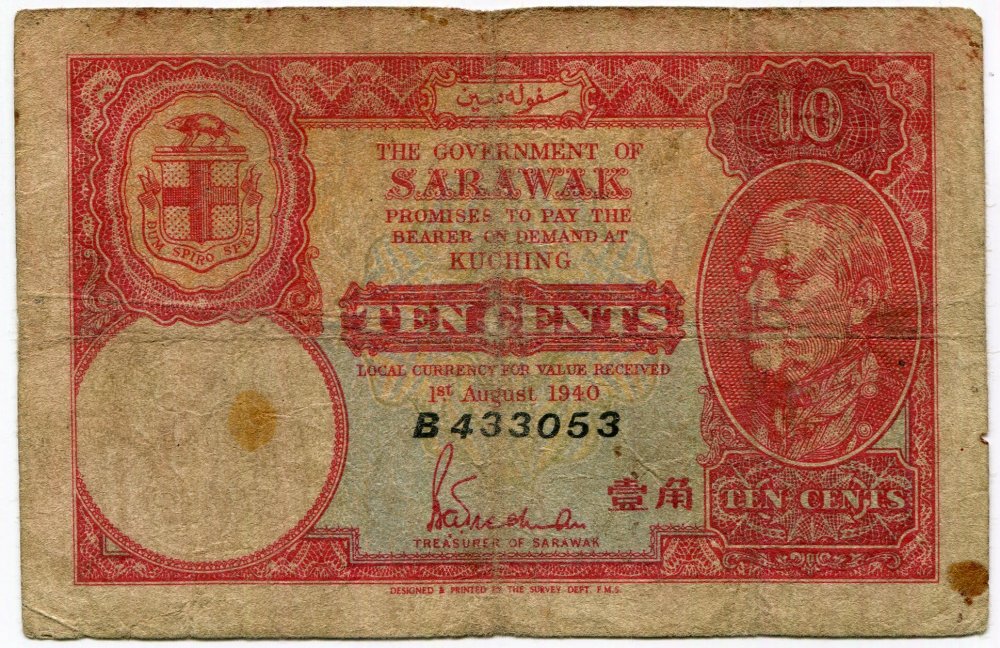 سفوله سين
10
THE GOVERNMENT OF
SARAWAK
PROMISES TO PAY THE
BEARER ON DEMAND AT
KUCHING
DUM SPIRO SPERO
TEN CENTS
LOCAL CURRENCY FOR VALUE RECEIVED
1st August 1940
B 433053
壹角
TEN CENTS
TREASURER OF SARAWAK
DESIGNED & PRINTED BY THE SURVEY DEPT. F.M.S.